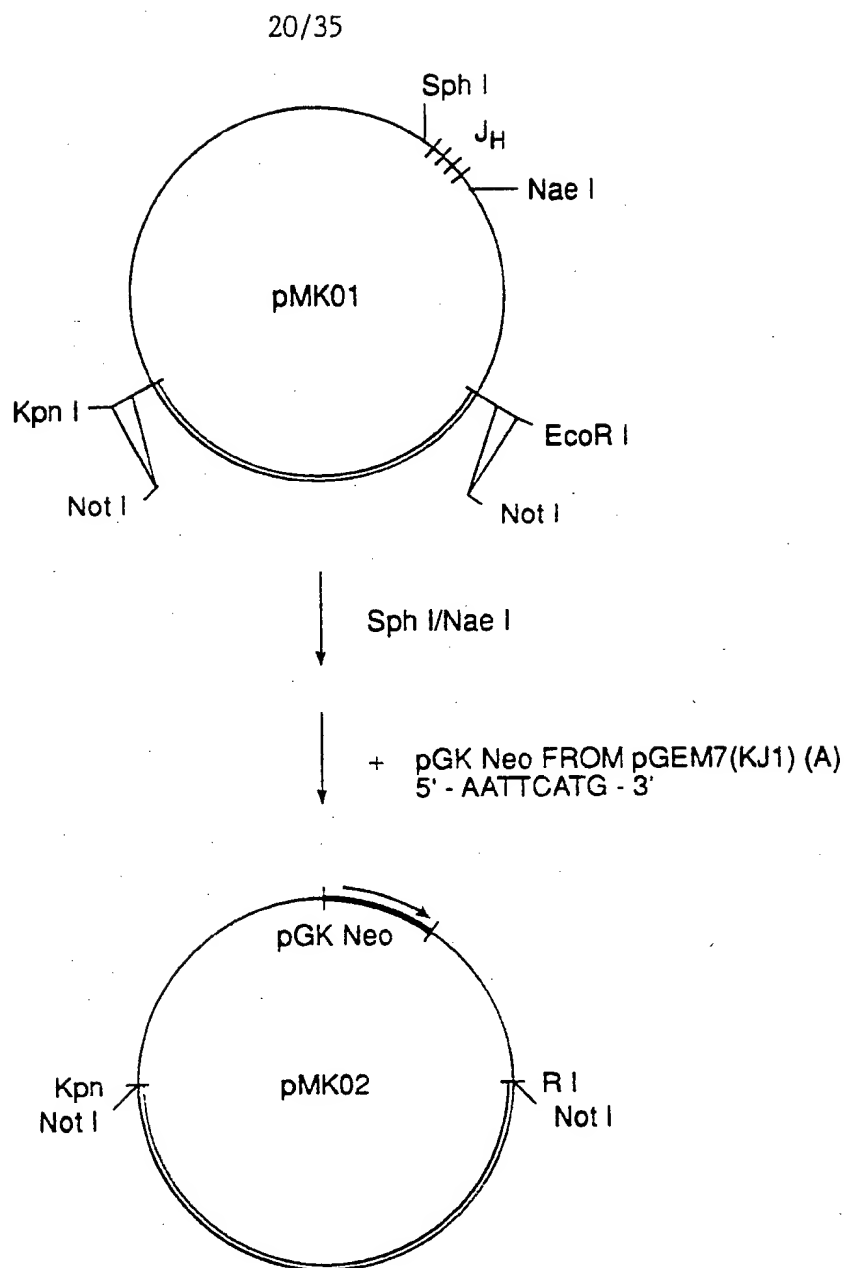 20/35
Sph I
JH
Nae I
pMK01
Kpn I
EcoR I
Not I
Not I
Sph I/Nae I
+ pGK Neo FROM pGEM7(KJ1) (A)
5' - AATTCATG - 3'
pGK Neo
Kpn
pMK02
R I
Not I
Not I